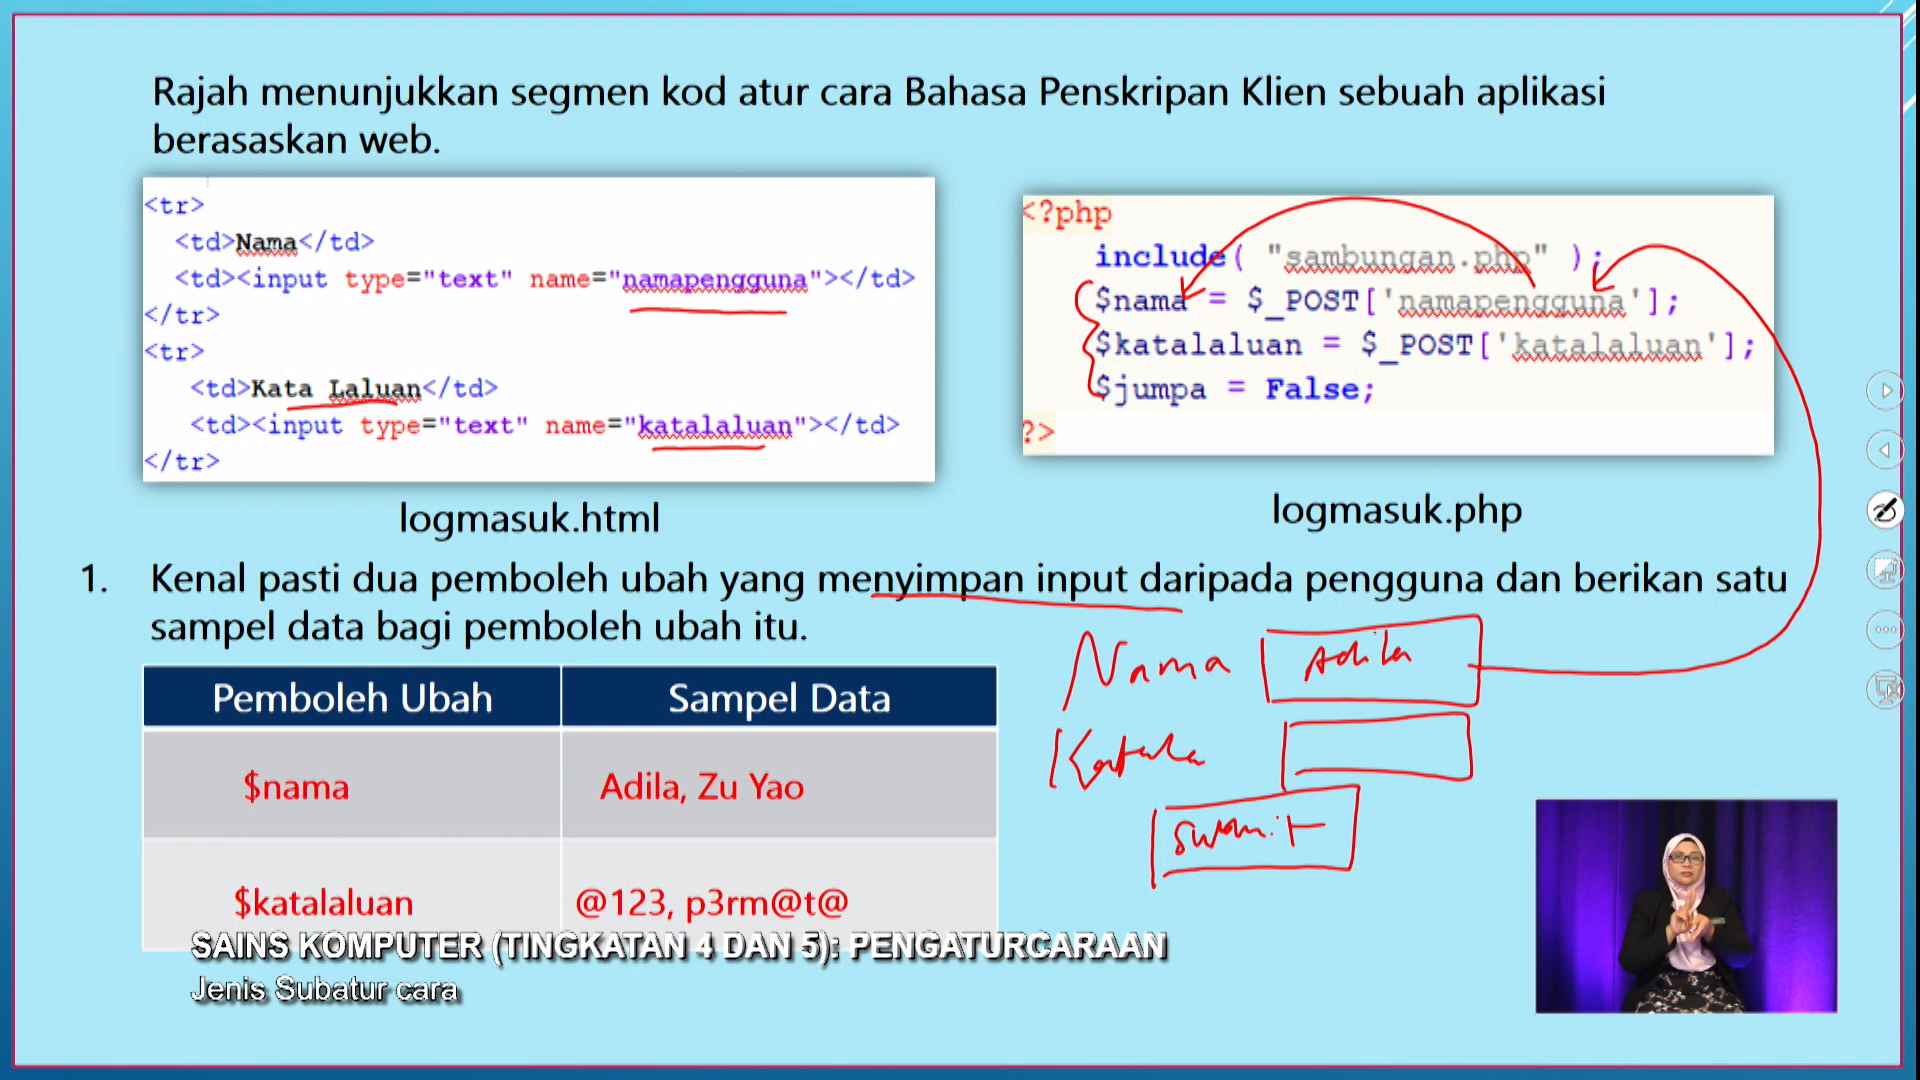 Rajah menunjukkan segmen kod atur cara Bahasa Penskripan Klien sebuah aplikasi
berasaskan web.
<tr>
<td>Nama</td>
<td><input type="text" name="namapengguna"></td>
</tr>
<tr>
<td>Kata Laluan</td>
<td><input type="text" name="katalaluan"></td>
</tr>
logmasuk.html
<?php
include( "sambungan.php" );
$nama = $_POST['namapengguna'];
$katalaluan = $_POST['katalaluan'];
$jumpa = False;
?>
logmasuk.php
1. Kenal pasti dua pemboleh ubah yang menyimpan input daripada pengguna dan berikan satu
sampel data bagi pemboleh ubah itu.
Pemboleh Ubah Sampel Data
$nama Adila, Zu Yao
$katalaluan @123, p3rm@t@
Nama Adila
SAINS KOMPUTER (TINGKATAN 4 DAN 5): PENGATURCARAAN
Jenis Subatur cara